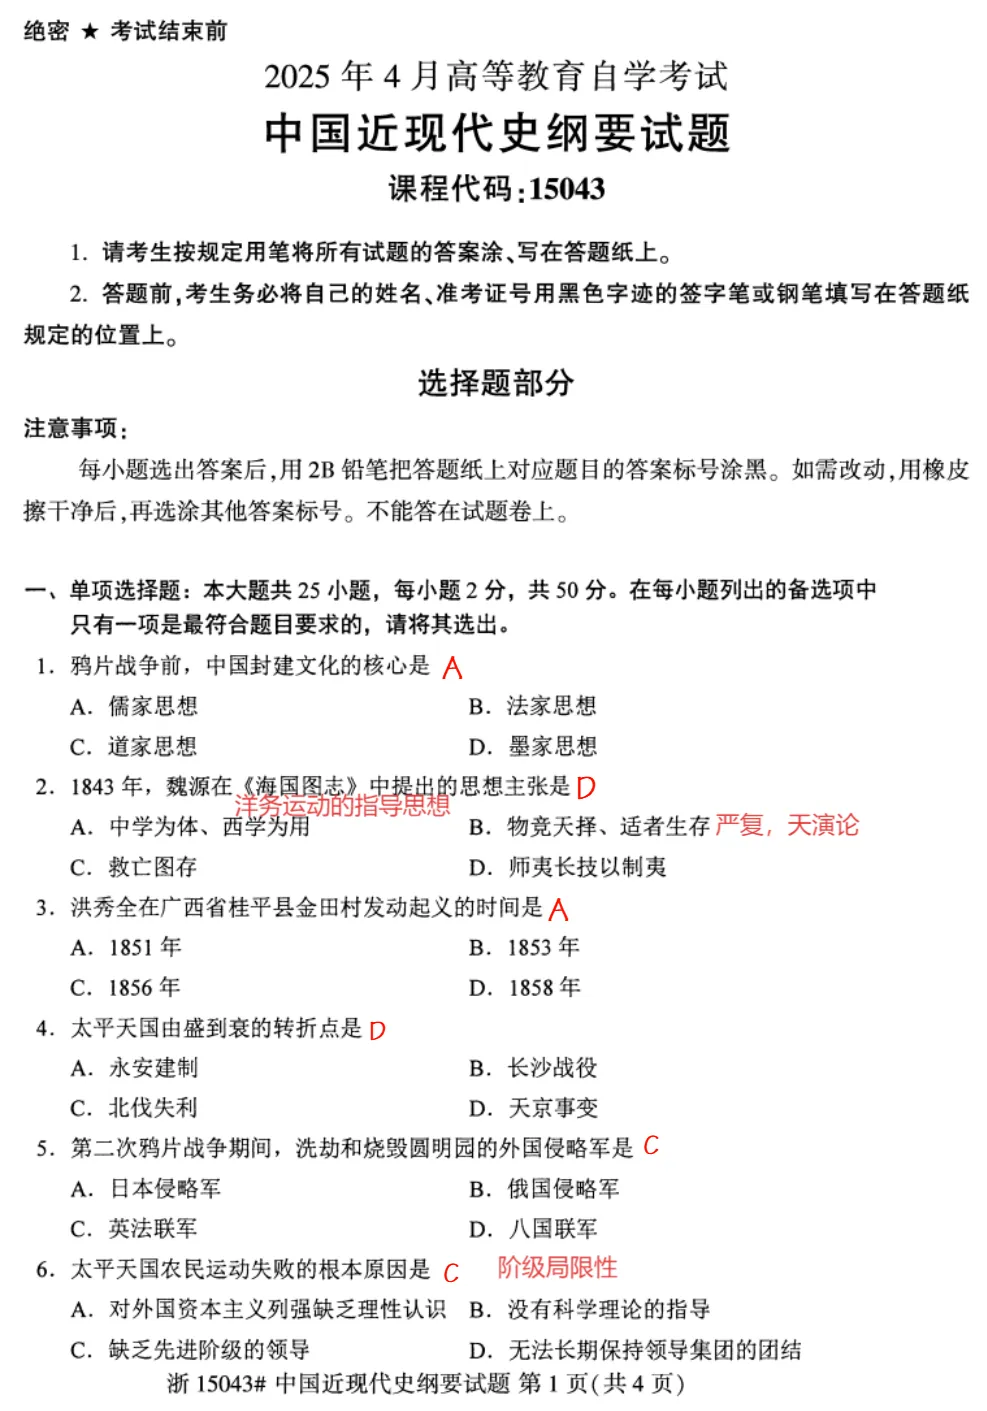 绝密 ★ 考试结束前
2025 年 4 月高等教育自学考试
中国近现代史纲要试题
课程代码:15043
1. 请考生按规定用笔将所有试题的答案涂、写在答题纸上。
2. 答题前,考生务必将自己的姓名、准考证号用黑色字迹的签字笔或钢笔填写在答题纸
规定的位置上。
选择题部分
注意事项:
每小题选出答案后,用 2B 铅笔把答题纸上对应题目的答案标号涂黑。如需改动,用橡皮
擦干净后,再选涂其他答案标号。不能答在试题卷上。
一、单项选择题：本大题共 25 小题，每小题 2 分，共 50 分。在每小题列出的备选项中
只有一项是最符合题目要求的，请将其选出。
1. 鸦片战争前，中国封建文化的核心是 A
A. 儒家思想 B. 法家思想
C. 道家思想 D. 墨家思想
2. 1843 年，魏源在《海国图志》中提出的思想主张是 D
洋务运动的指导思想
A. 中学为体、西学为用 B. 物竞天择、适者生存 严复，天演论
C. 救亡图存 D. 师夷长技以制夷
3. 洪秀全在广西省桂平县金田村发动起义的时间是 A
A. 1851 年 B. 1853 年
C. 1856 年 D. 1858 年
4. 太平天国由盛到衰的转折点是 D
A. 永安建制 B. 长沙战役
C. 北伐失利 D. 天京事变
5. 第二次鸦片战争期间，洗劫和烧毁圆明园的外国侵略军是 C
A. 日本侵略军 B. 俄国侵略军
C. 英法联军 D. 八国联军
6. 太平天国农民运动失败的根本原因是 C 阶级局限性
A. 对外国资本主义列强缺乏理性认识 B. 没有科学理论的指导
C. 缺乏先进阶级的领导 D. 无法长期保持领导集团的团结
浙 15043# 中国近现代史纲要试题 第 1 页(共 4 页)